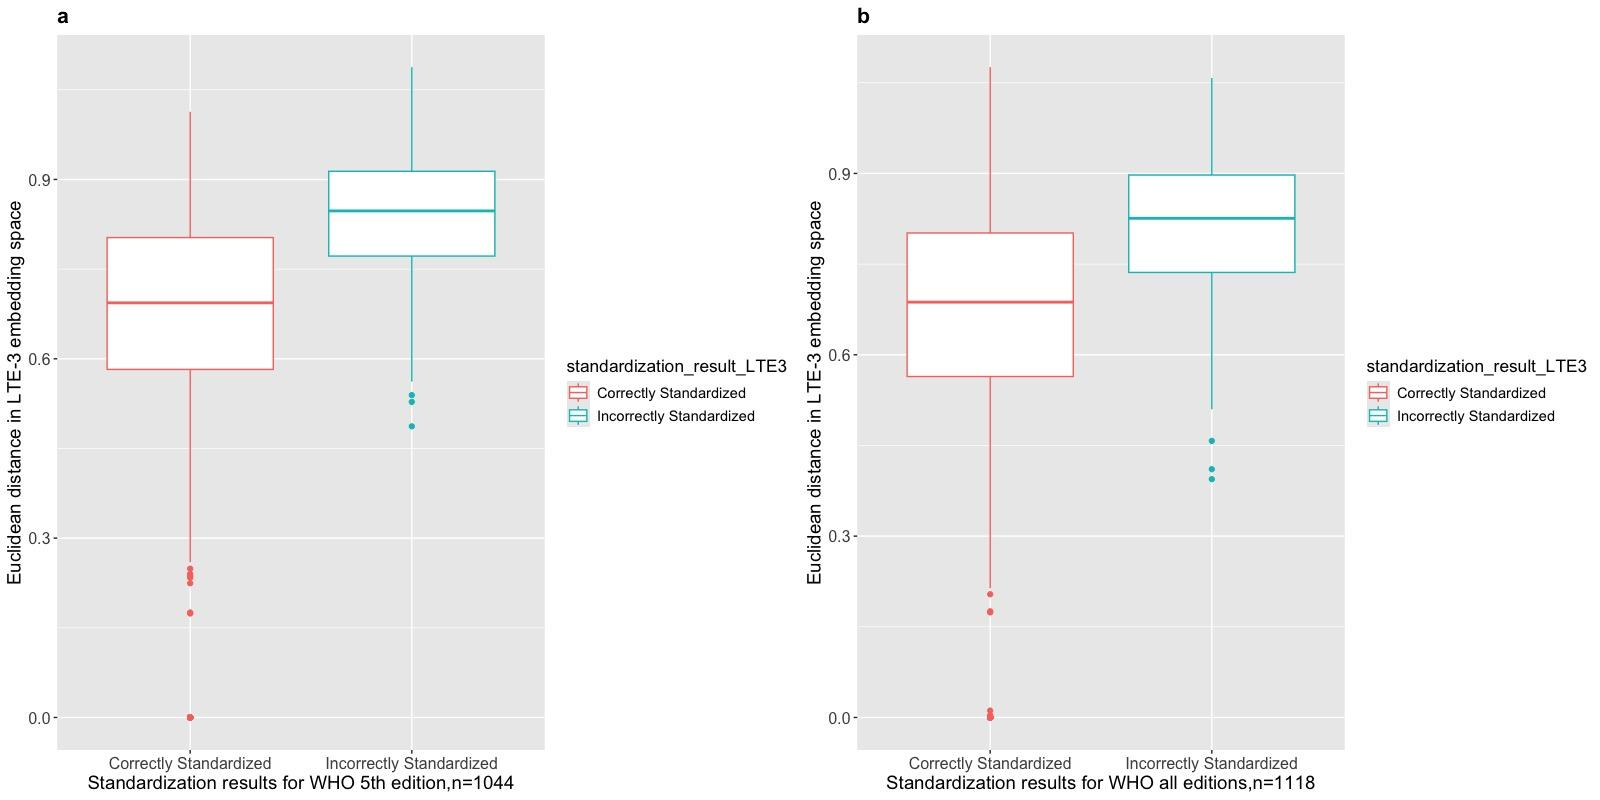 a
Euclidean distance in LTE-3 embedding space
0.9
0.6
0.3
0.0
Correctly Standardized
Incorrectly Standardized
Standardization results for WHO 5th edition,n=1044
standardization_result_LTE3
Correctly Standardized
Incorrectly Standardized
b
Euclidean distance in LTE-3 embedding space
0.9
0.6
0.3
0.0
Correctly Standardized
Incorrectly Standardized
Standardization results for WHO all editions,n=1118
standardization_result_LTE3
Correctly Standardized
Incorrectly Standardized